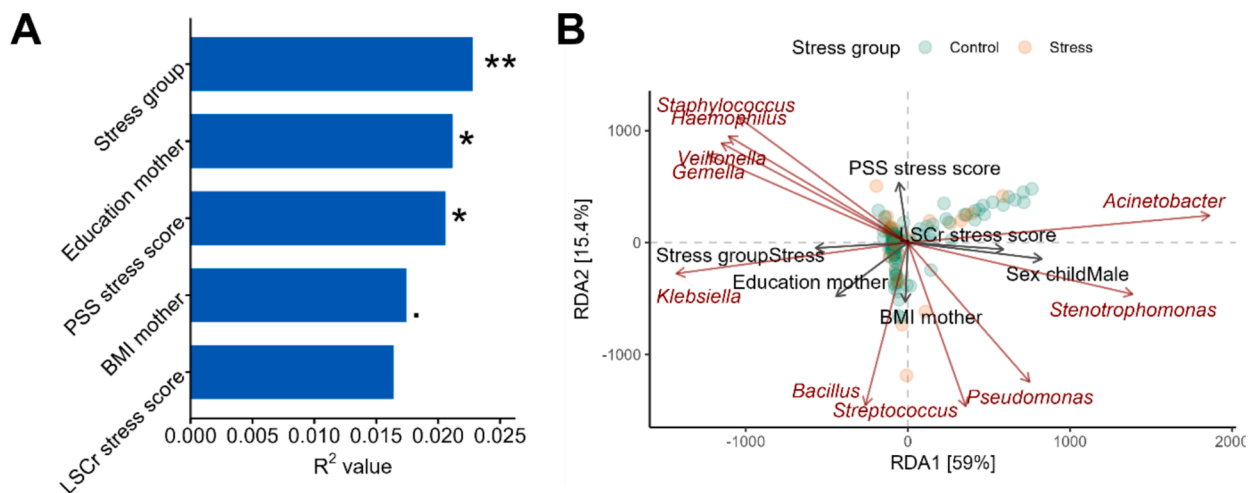 A
Stress group
**
Education mother
*
PSS stress score
*
BMI mother
.
LSCr stress score
0.000 0.005 0.010 0.015 0.020 0.025
R² value
B
Stress group Control Stress
RDA2 [15.4%]
1000
0
-1000
Staphylococcus
Haemophilus
Veillonella
Gemella
PSS stress score
Acinetobacter
LSCr stress score
Stress groupStress
Sex childMale
Education mother
Klebsiella
Stenotrophomonas
BMI mother
Bacillus
Pseudomonas
Streptococcus
-1000 0 1000 2000
RDA1 [59%]